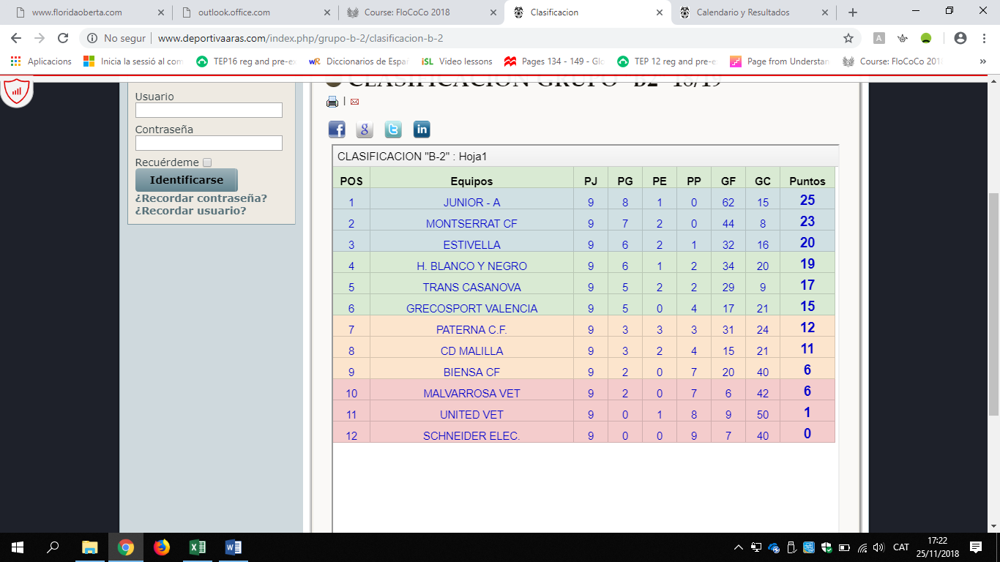 www.floridaoberta.com
outlook.office.com
Course: FloCoCo 2018
Clasificacion
Calendario y Resultados
No segur | www.deportivaaras.com/index.php/grupo-b-2/clasificacion-b-2
Aplicacions
Inicia la sessió al com
TEP16 reg and pre-ex
Diccionarios de Españ
Video lessons
Pages 134 - 149 - Glo
TEP 12 reg and pre-e
Page from Understan
Course: FloCoCo 2018
»
CLASIFICACION GRUPO "B2" 18/19
Usuario
Contraseña
Recuérdeme
Identificarse
¿Recordar contraseña?
¿Recordar usuario?
CLASIFICACION "B-2" : Hoja1
POS Equipos PJ PG PE PP GF GC Puntos
1 JUNIOR - A 9 8 1 0 62 15 25
2 MONTSERRAT CF 9 7 2 0 44 8 23
3 ESTIVELLA 9 6 2 1 32 16 20
4 H. BLANCO Y NEGRO 9 6 1 2 34 20 19
5 TRANS CASANOVA 9 5 2 2 29 9 17
6 GRECOSPORT VALENCIA 9 5 0 4 17 21 15
7 PATERNA C.F. 9 3 3 3 31 24 12
8 CD MALILLA 9 3 2 4 15 21 11
9 BIENSA CF 9 2 0 7 20 40 6
10 MALVARROSA VET 9 2 0 7 6 42 6
11 UNITED VET 9 0 1 8 9 50 1
12 SCHNEIDER ELEC. 9 0 0 9 7 40 0
CAT
17:22
25/11/2018